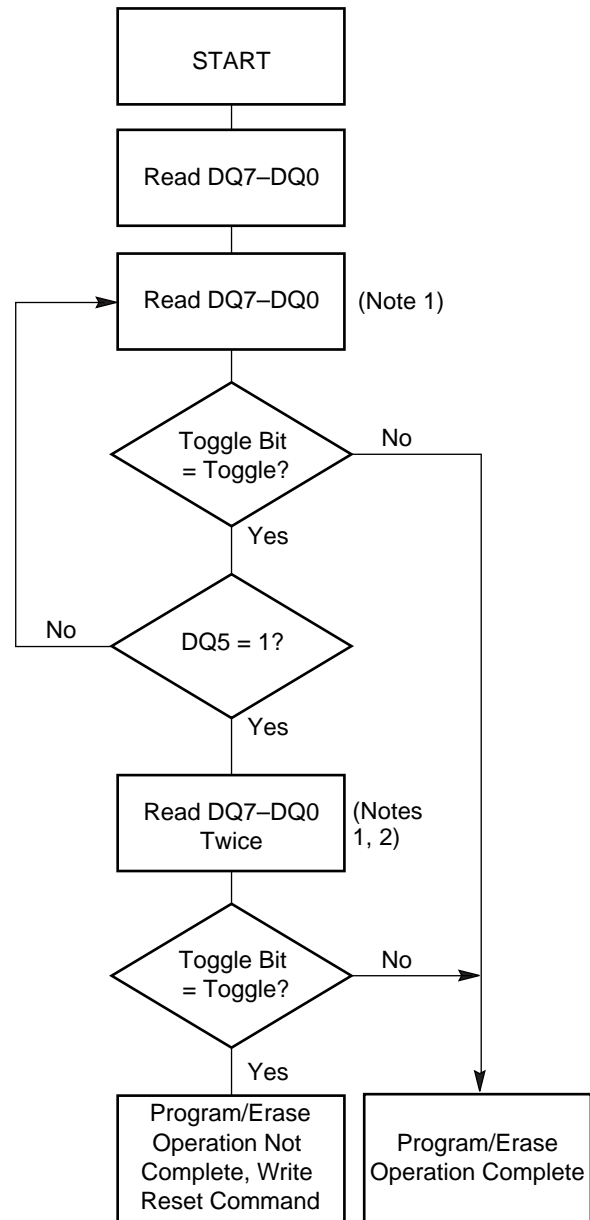 START
Read DQ7–DQ0
Read DQ7–DQ0
(Note 1)
Toggle Bit
= Toggle?
No
Yes
No
DQ5 = 1?
Yes
Read DQ7–DQ0
Twice
(Notes
1, 2)
Toggle Bit
= Toggle?
No
Yes
Program/Erase
Operation Not
Complete, Write
Reset Command
Program/Erase
Operation Complete